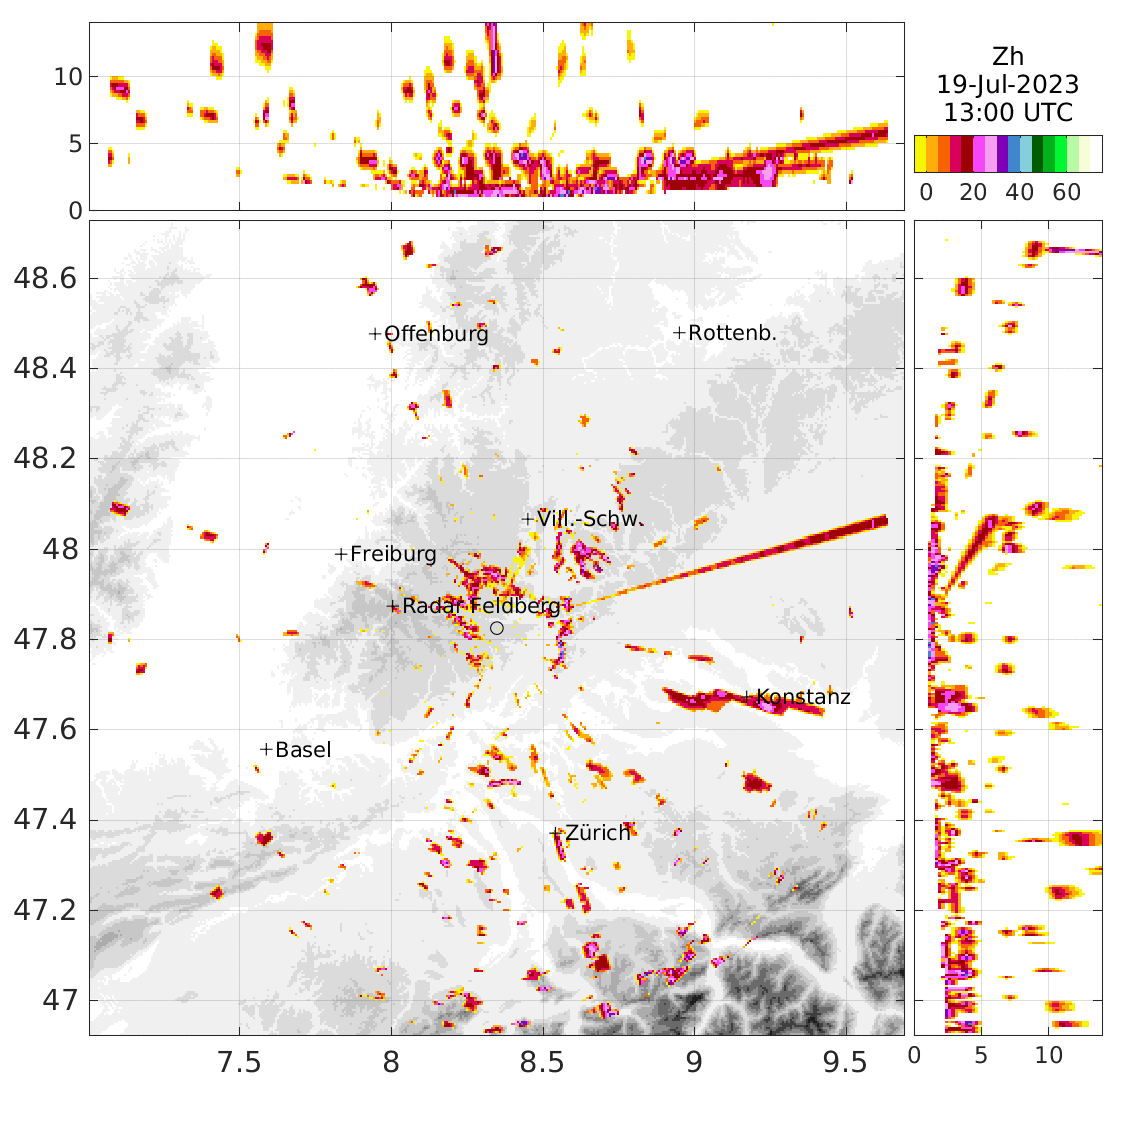 Zh
19-Jul-2023
13:00 UTC
0 20 40 60
10
5
0
48.6
48.4
48.2
48
47.8
47.6
47.4
47.2
47
+Offenburg
+Rottenb.
+Vill.-Schw.
+Freiburg
+Radar Feldberg
+Konstanz
+Basel
+Zürich
7.5 8 8.5 9 9.5
0 5 10